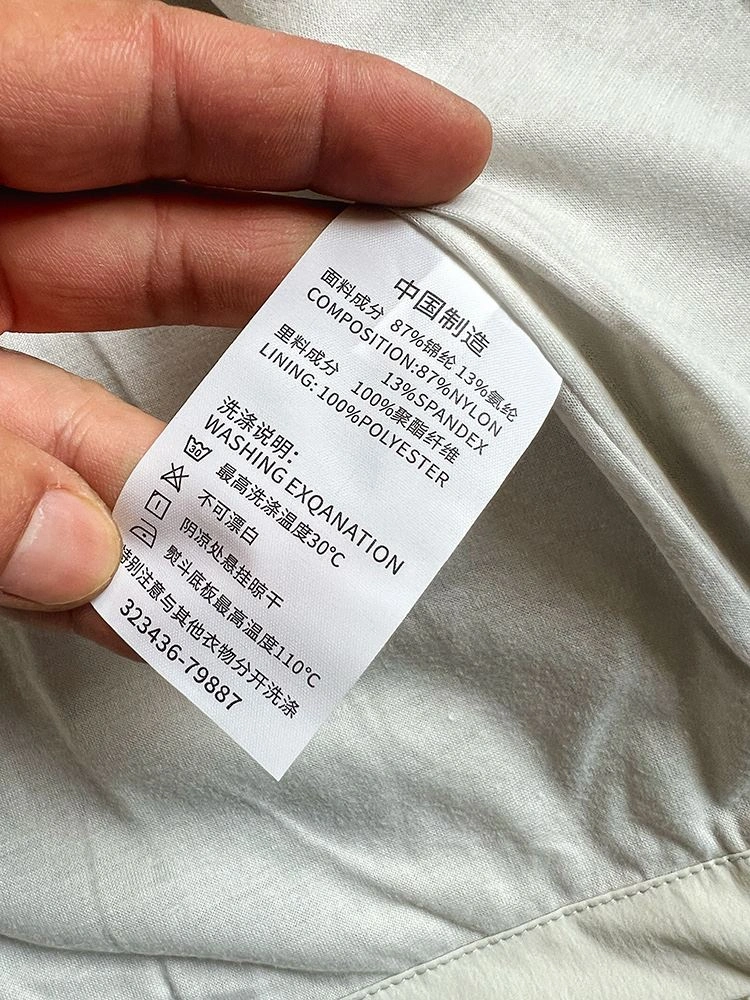 中国制造
面料成分 87%锦纶 13%氨纶
COMPOSITION:87%NYLON
13%SPANDEX
里料成分 100%聚酯纤维
LINING: 100%POLYESTER
洗涤说明:
WASHING EXQANATION
30 最高洗涤温度30℃
不可漂白
阴凉处悬挂晾干
熨斗底板最高温度110℃
特别注意与其他衣物分开洗涤
323436-79887